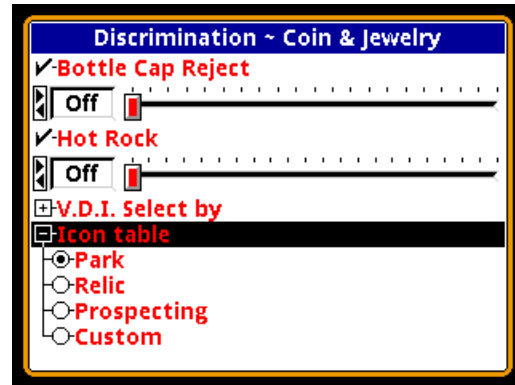 Discrimination ~ Coin & Jewelry
Bottle Cap Reject
Off
Hot Rock
Off
V.D.I. Select by
Icon table
Park
Relic
Prospecting
Custom